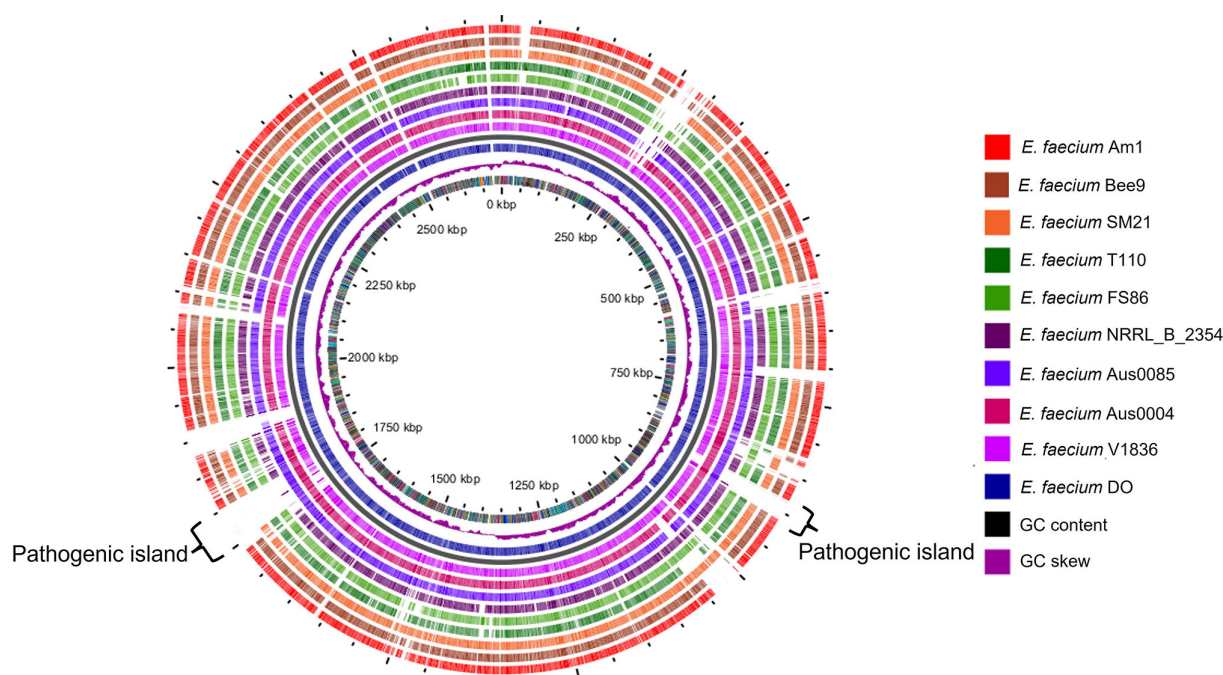 0 kbp
250 kbp
500 kbp
750 kbp
1000 kbp
1250 kbp
1500 kbp
1750 kbp
2000 kbp
2250 kbp
2500 kbp
Pathogenic island
Pathogenic island
E. faecium Am1
E. faecium Bee9
E. faecium SM21
E. faecium T110
E. faecium FS86
E. faecium NRRL_B_2354
E. faecium Aus0085
E. faecium Aus0004
E. faecium V1836
E. faecium DO
GC content
GC skew